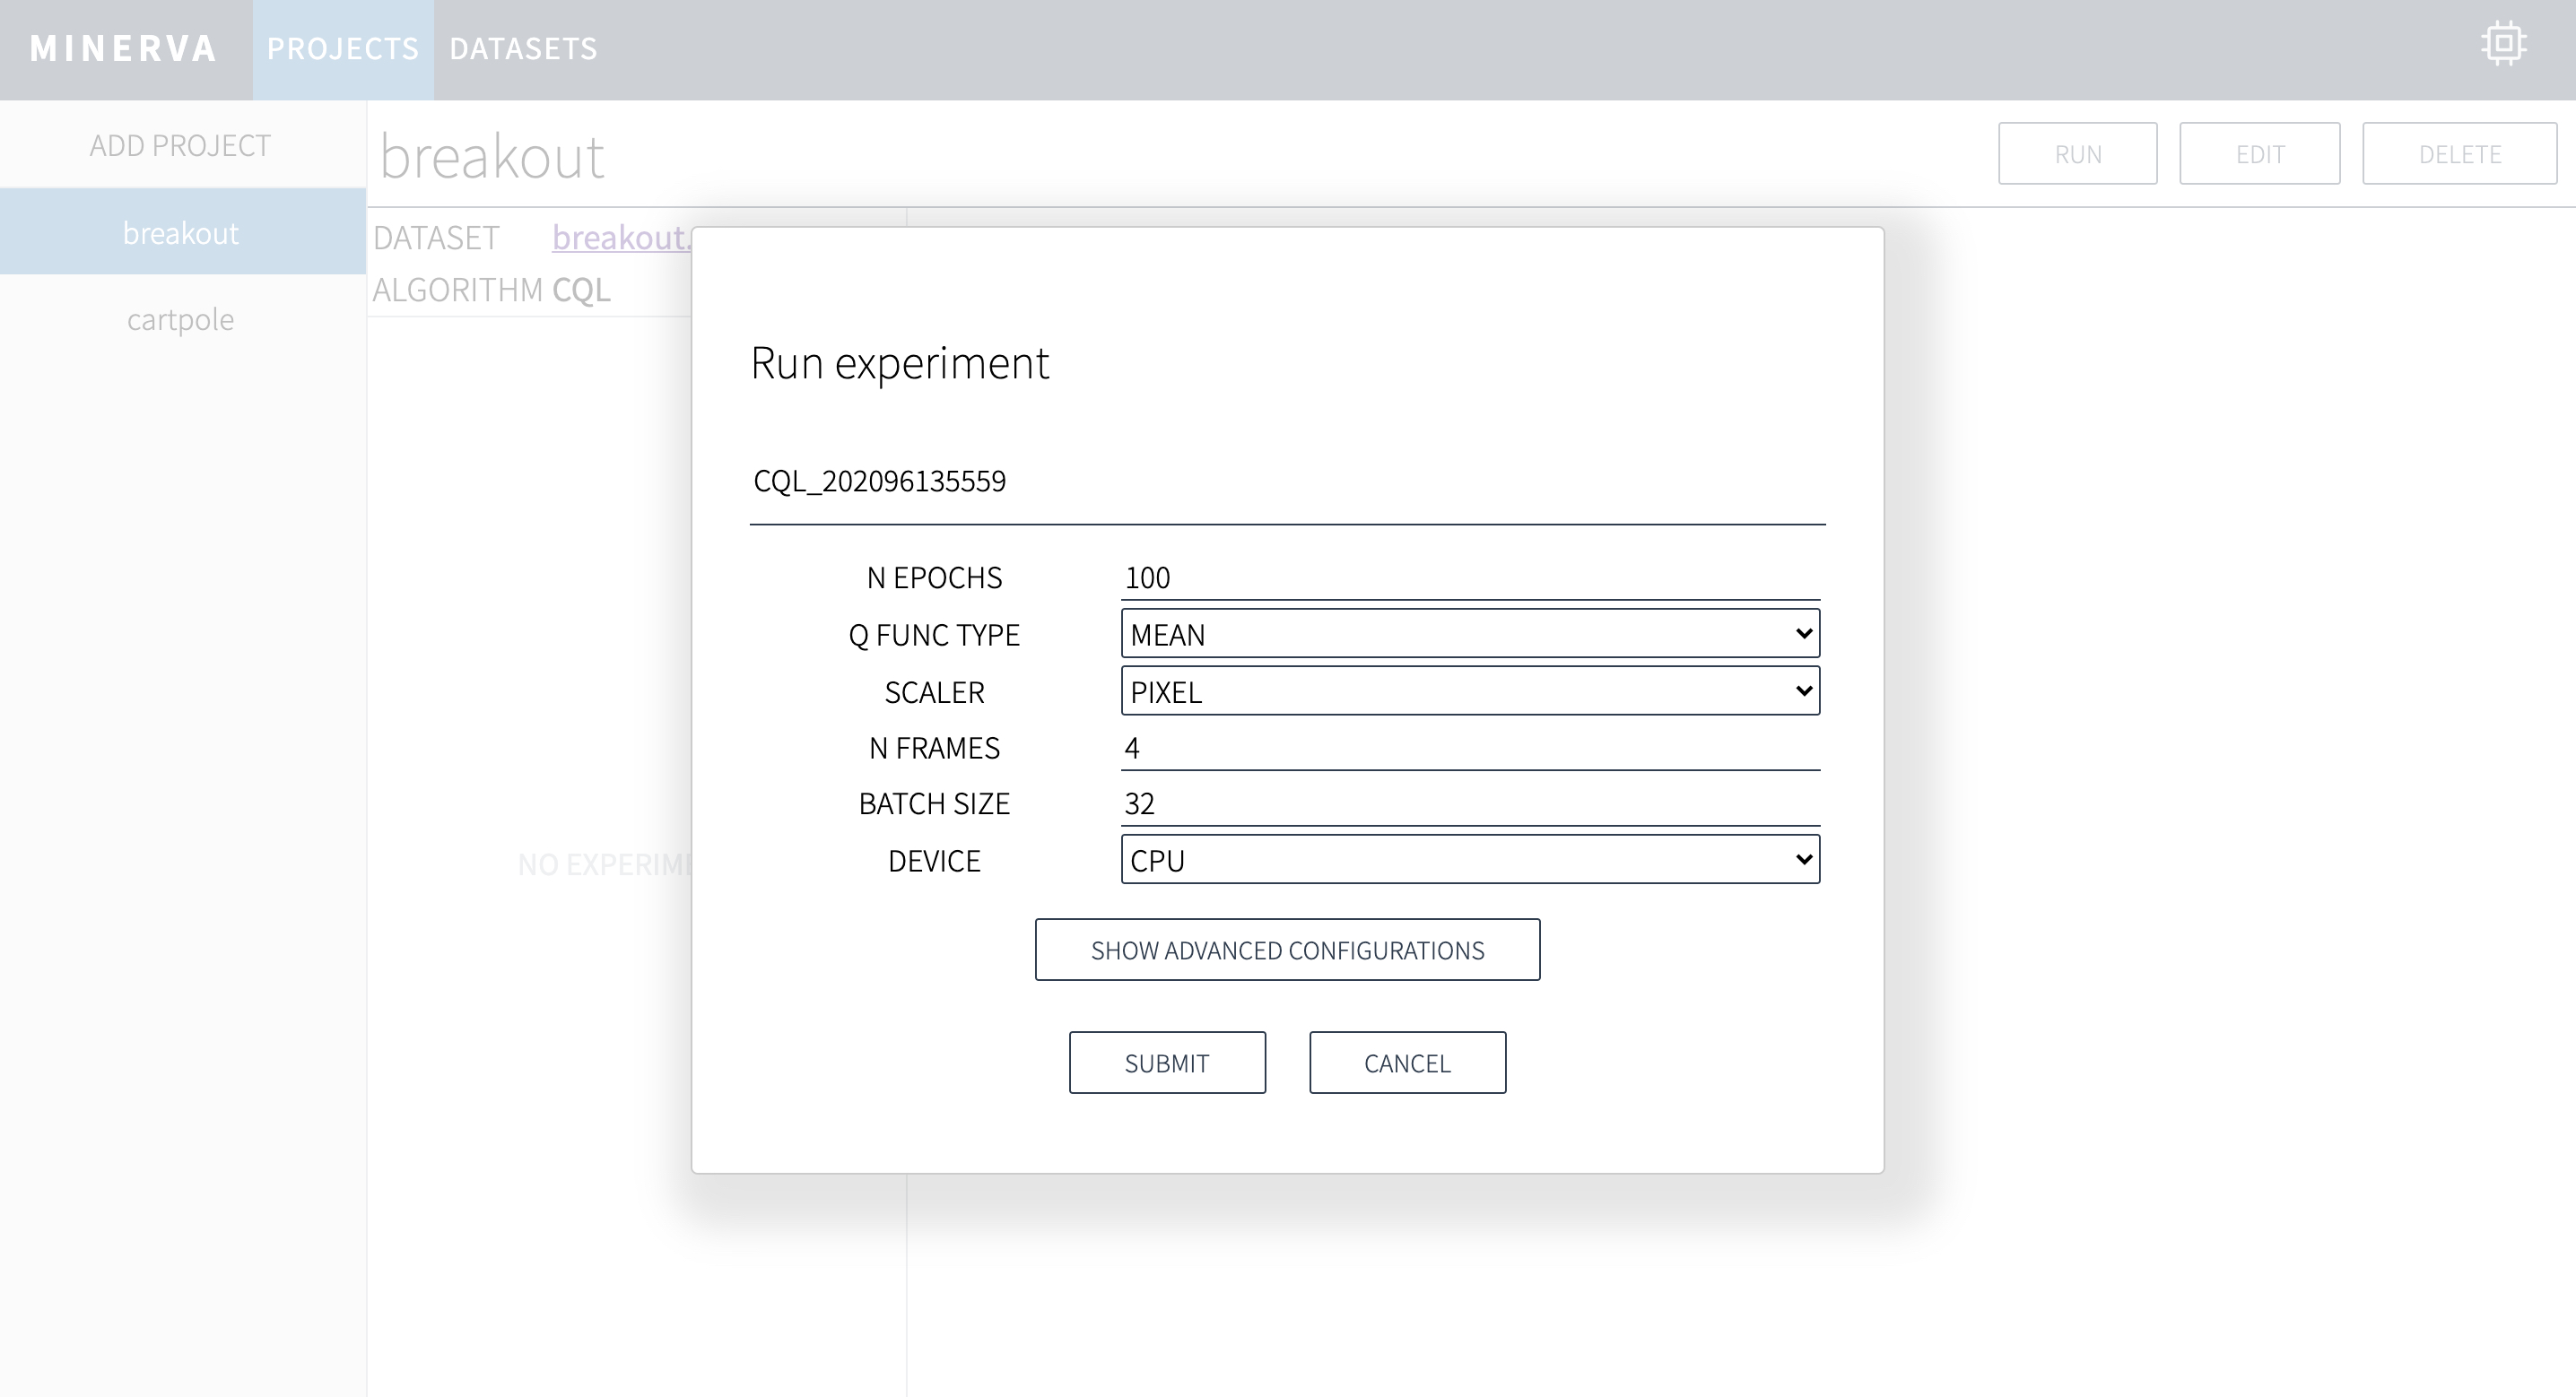 MINERVA PROJECTS DATASETS
ADD PROJECT
breakout
cartpole
breakout
RUN EDIT DELETE
DATASET breakout.
ALGORITHM CQL
NO
Run experiment
CQL_202096135559
N EPOCHS 100
Q FUNC TYPE MEAN
SCALER PIXEL
N FRAMES 4
BATCH SIZE 32
DEVICE CPU
SHOW ADVANCED CONFIGURATIONS
SUBMIT CANCEL